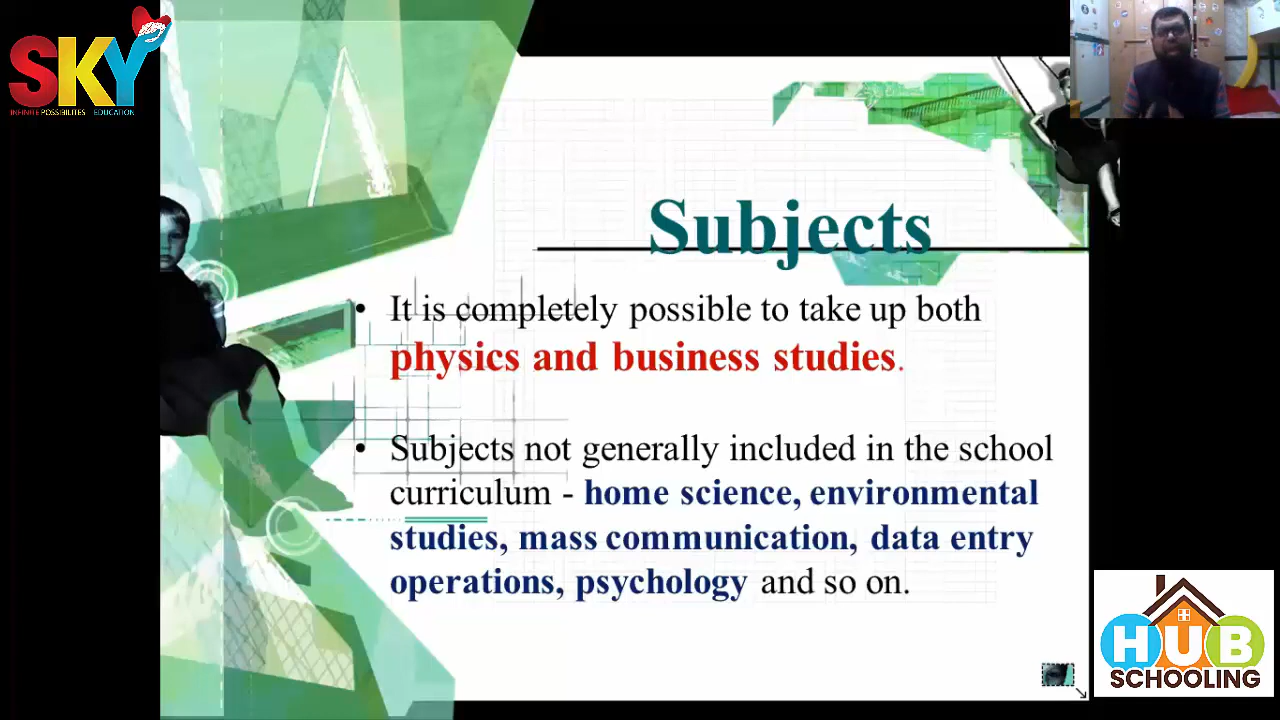 SKY
INFINITE POSSIBILITES EDUCATION
Subjects
• It is completely possible to take up both
physics and business studies.
• Subjects not generally included in the school
curriculum - home science, environmental
studies, mass communication, data entry
operations, psychology and so on.
HUB
SCHOOLING